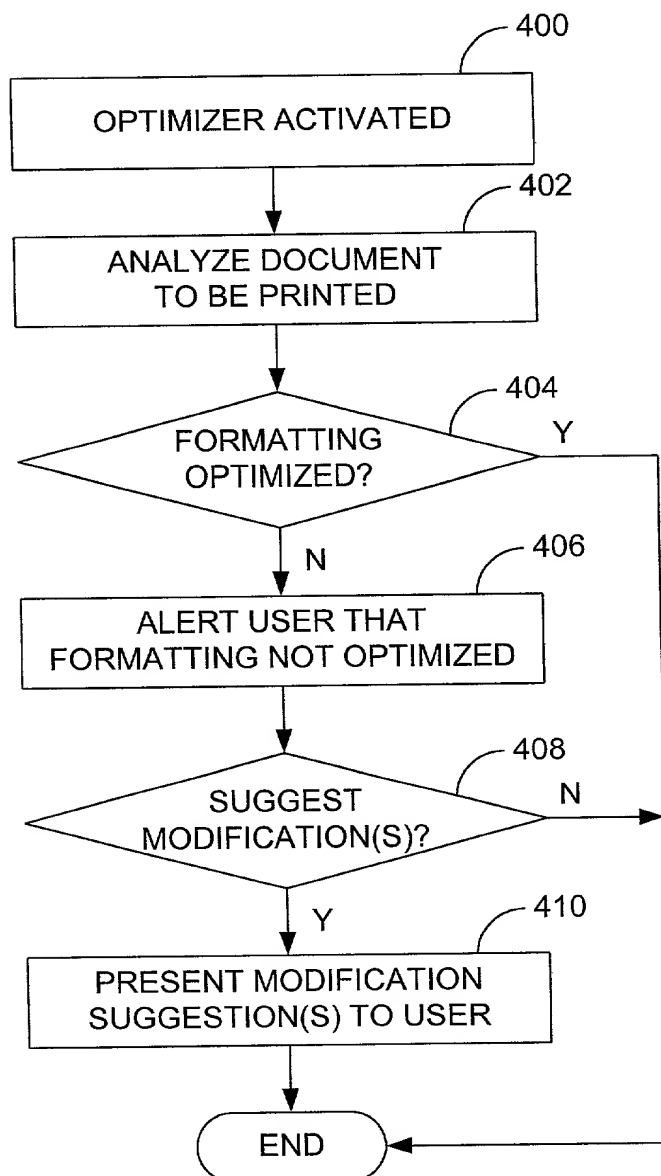 400
OPTIMIZER ACTIVATED
402
ANALYZE DOCUMENT
TO BE PRINTED
404
FORMATTING
OPTIMIZED?
Y
N
406
ALERT USER THAT
FORMATTING NOT OPTIMIZED
408
SUGGEST
MODIFICATION(S)?
N
Y
410
PRESENT MODIFICATION
SUGGESTION(S) TO USER
END